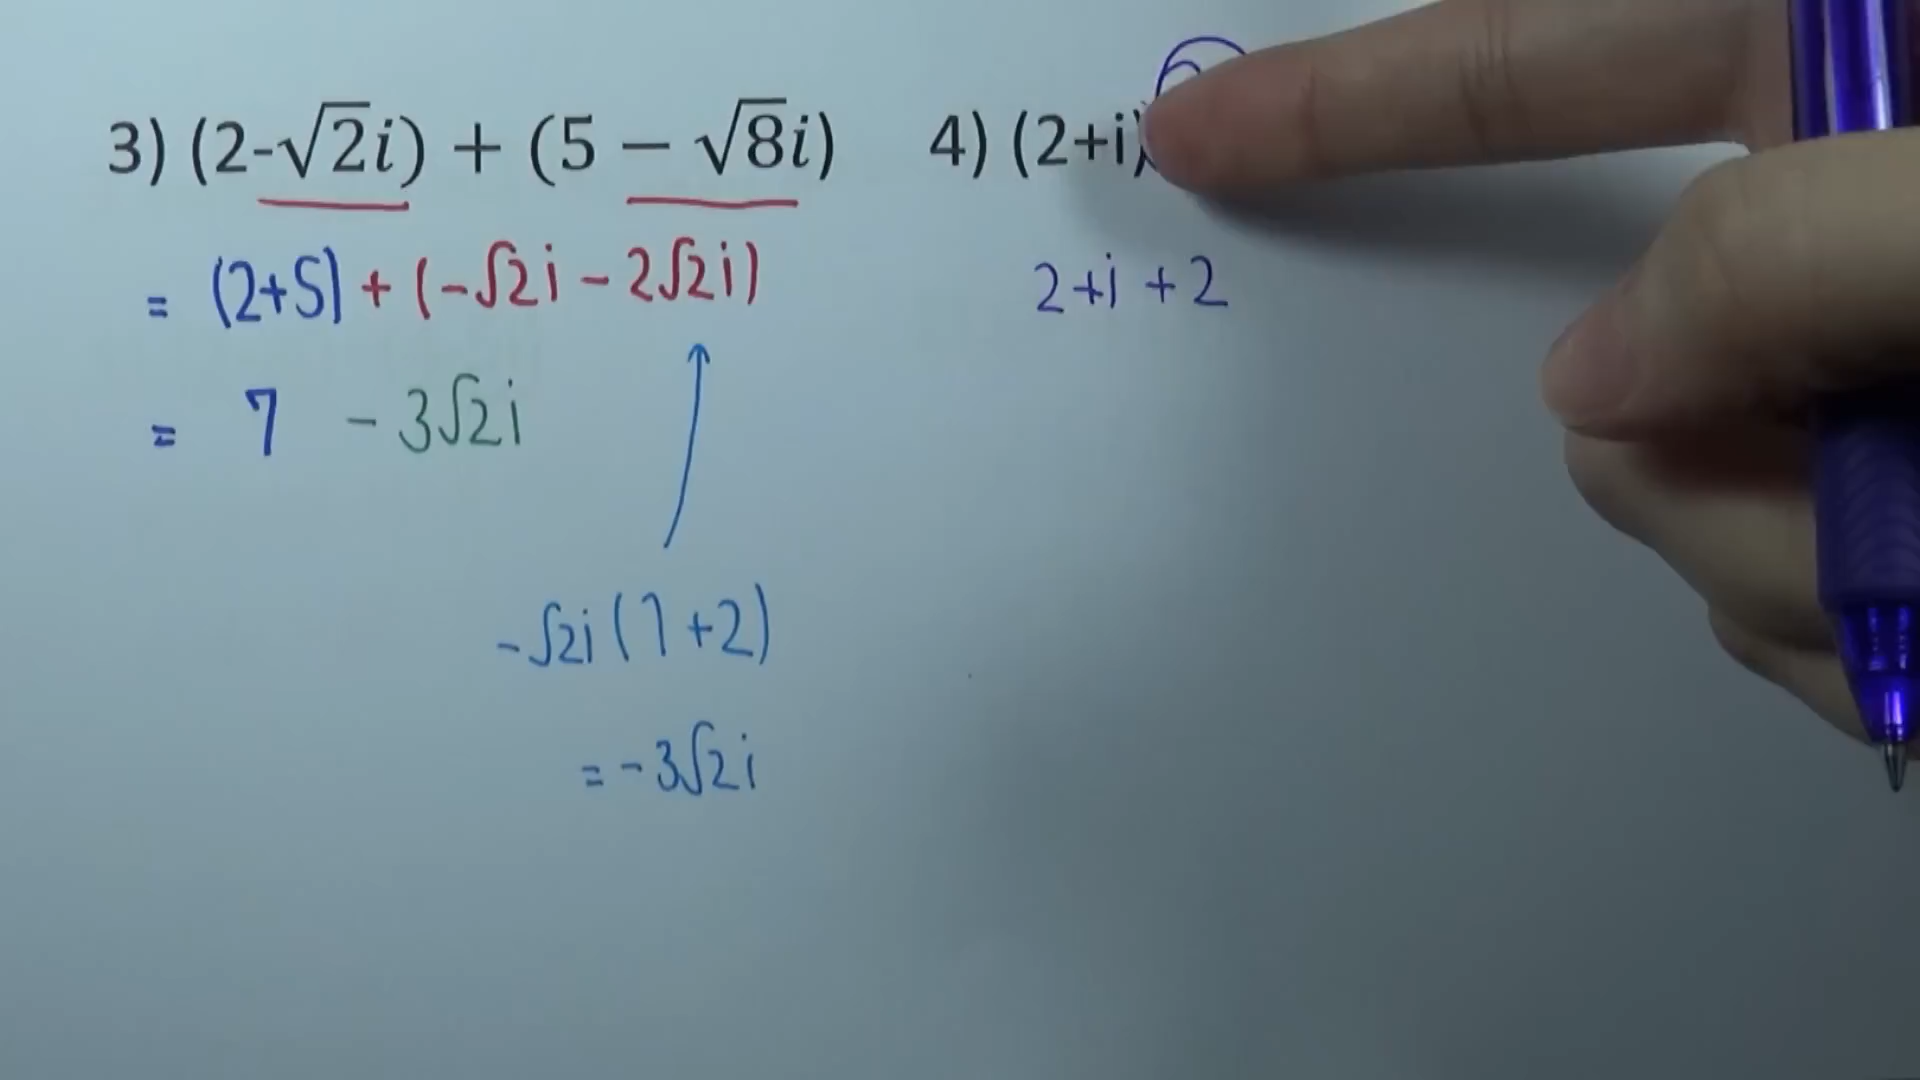 3) (2-√2i) + (5 − √8i)
= (2+5) + (-√2i - 2√2i)
= 7 - 3√2i
-√2i (1+2)
= -3√2i
4) (2+i)
2+i +2